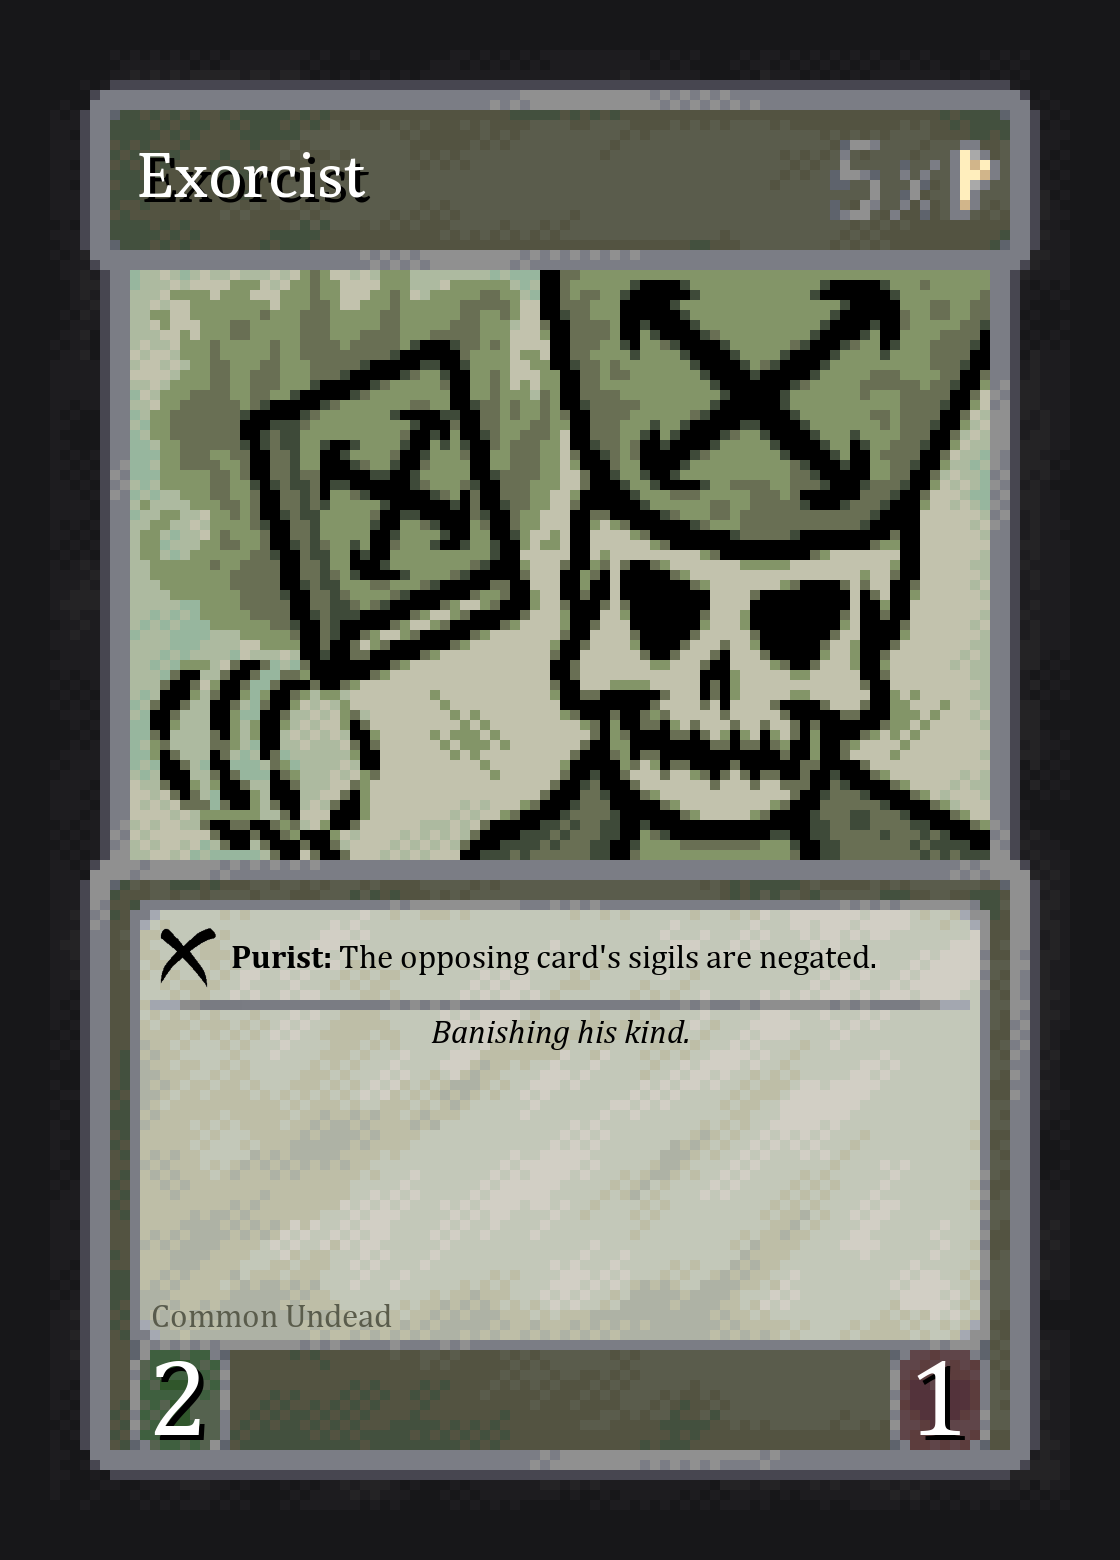 Exorcist 5x
Purist: The opposing card's sigils are negated.
Banishing his kind.
Common Undead
2 1